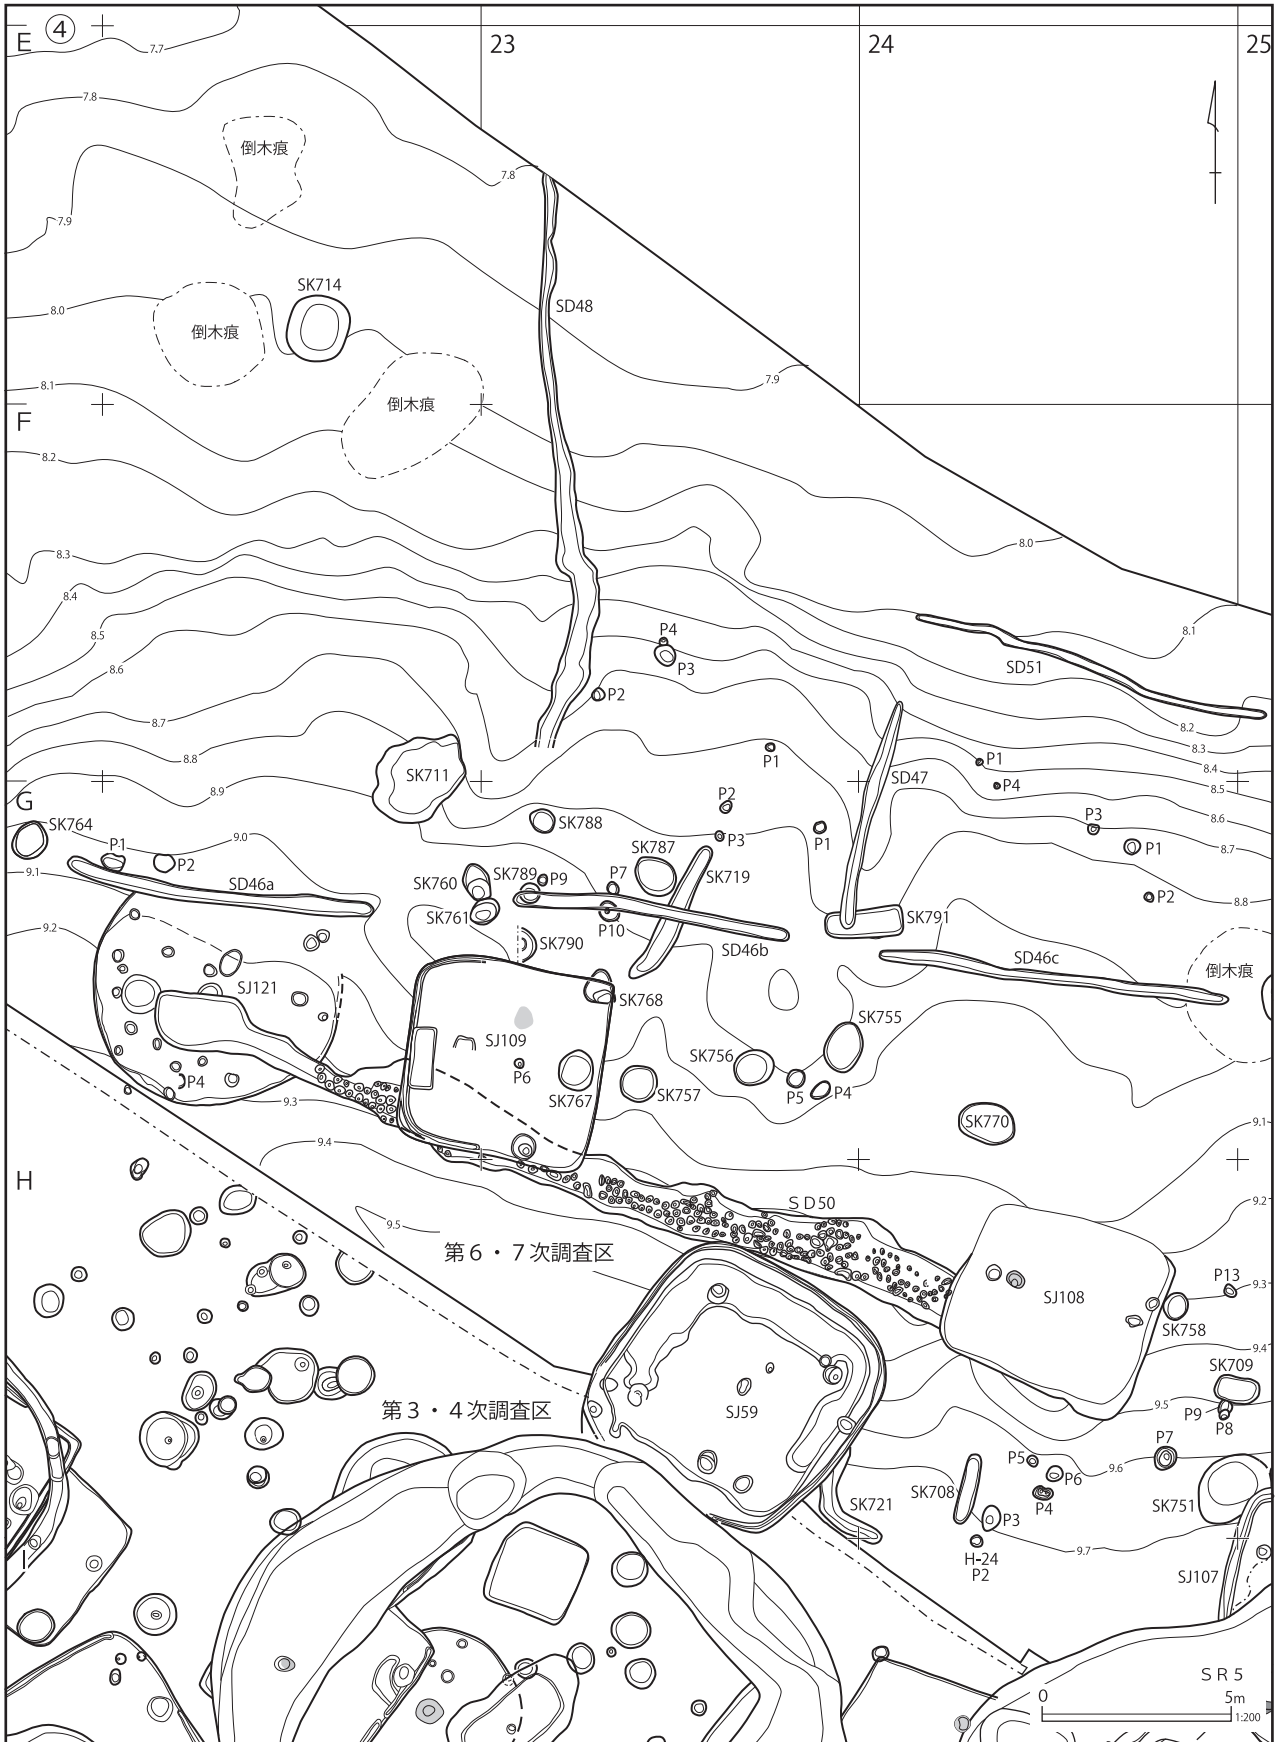 E ④
23
24
25
7.7
7.8
倒木痕
7.8
7.9
SK714
8.0
倒木痕
SD48
7.9
8.1
倒木痕
F
8.2
8.0
8.3
8.4
8.5
P4
P3
8.1
SD51
8.6
P2
8.7
8.2
8.3
8.8
P1
P1
8.4
SK711
SD47
P4
8.5
8.9
G
P2
P3
8.6
SK764
9.0
SK788
P3
P1
P1
8.7
P1
P2
SK787
9.1
SD46a
SK760
SK789
P9
P7
SK719
P2
8.8
SK761
P10
SK791
9.2
SK790
SD46b
SD46c
倒木痕
SJ121
SK768
SJ109
SK755
P6
SK756
P4
SK767
SK757
P5
P4
9.3
SK770
9.1
9.4
H
9.2
SD50
9.5
第6・7次調査区
P13
9.3
SJ108
SK758
9.4
SK709
第3・4次調査区
SJ59
9.5
P9
P8
P7
P5
9.6
P6
SK708
SK751
SK721
P4
P3
9.7
H-24
P2
I
SJ107
SR5
0
5m
1:200